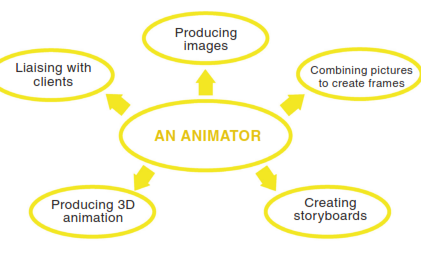 Producing
images
Liaising with
clients
Combining pictures
to create frames
AN ANIMATOR
Producing 3D
animation
Creating
storyboards